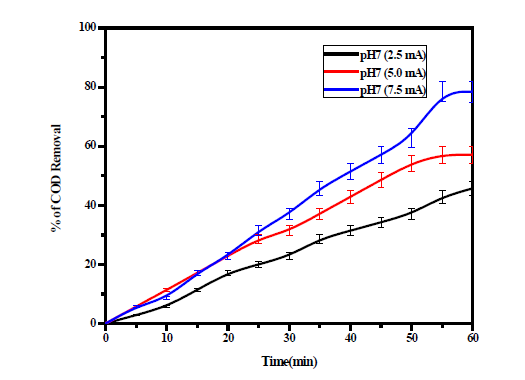 100
80
60
40
20
0
% of COD Removal
pH7 (2.5 mA)
pH7 (5.0 mA)
pH7 (7.5 mA)
0 10 20 30 40 50 60
Time(min)